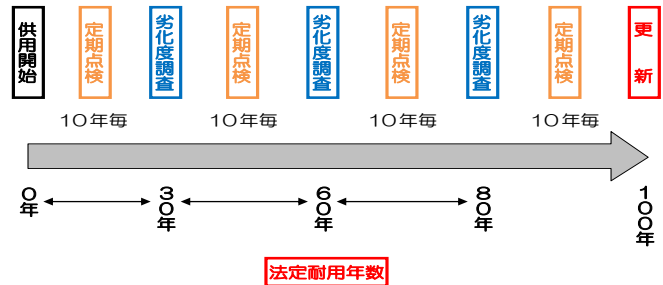 供用開始
定期点検
劣化度調査
定期点検
劣化度調査
定期点検
劣化度調査
定期点検
更新
10年毎
10年毎
10年毎
10年毎
0年
30年
60年
80年
100年
法定耐用年数